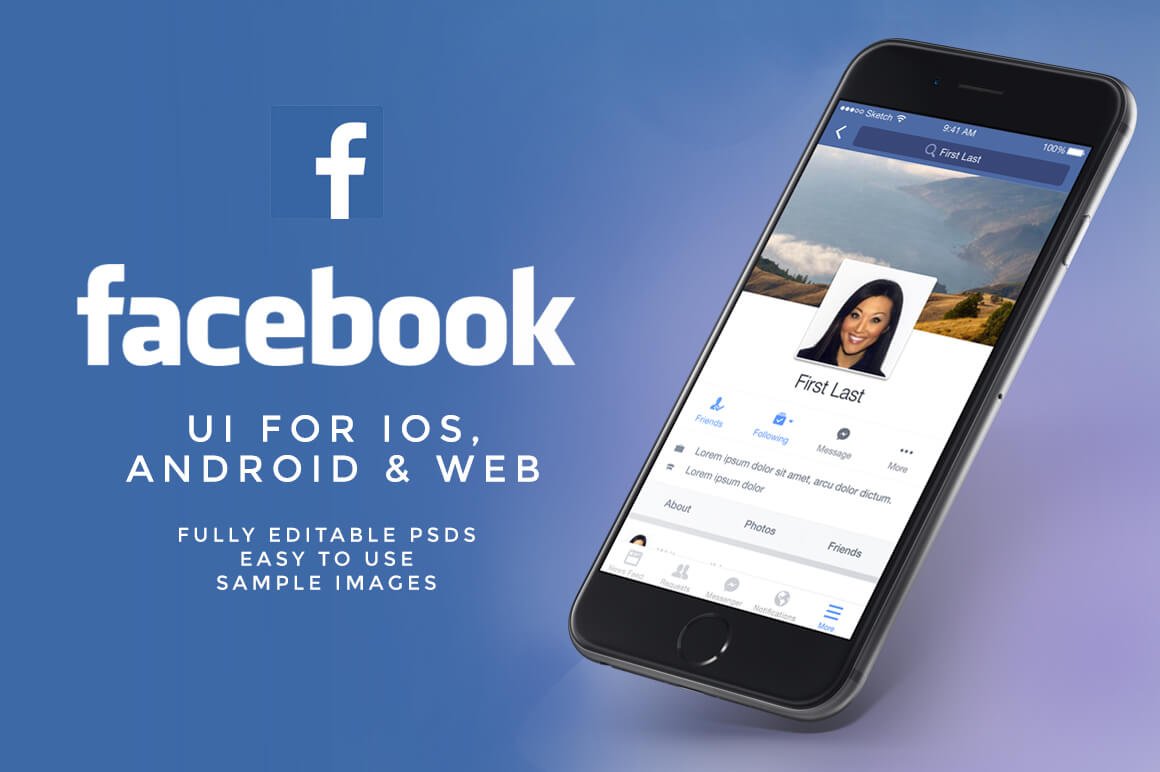 f
facebook
UI FOR IOS,
ANDROID & WEB
FULLY EDITABLE PSDS
EASY TO USE
SAMPLE IMAGES
Sketch
9:41 AM
100%
First Last
First Last
Friends
Following
Message
More
Lorem ipsum dolor sit amet, arcu dolor dictum.
Lorem ipsum dolor
About
Photos
Friends
News Feed
Requests
Messenger
Notifications
More